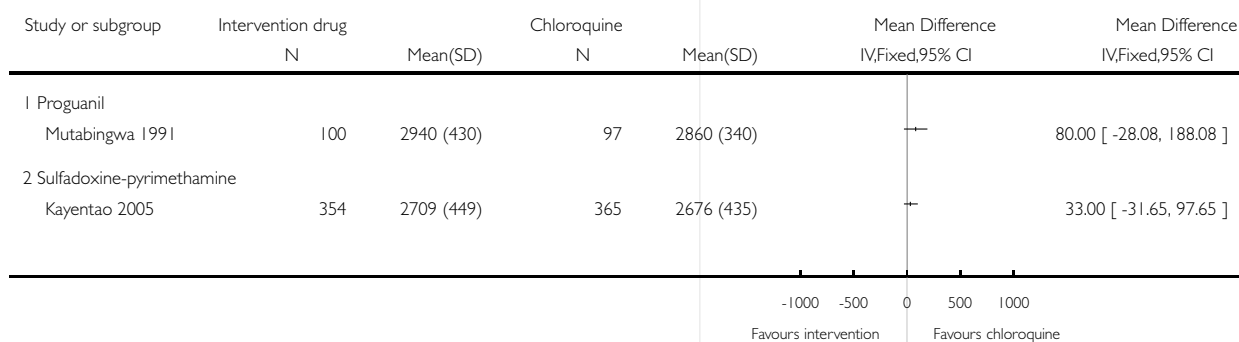 Study or subgroup Intervention drug Chloroquine Mean Difference Mean Difference
N Mean(SD) N Mean(SD) IV,Fixed,95% CI IV,Fixed,95% CI
1 Proguanil
Mutabingwa 1991 100 2940 (430) 97 2860 (340) 80.00 [ -28.08, 188.08 ]
2 Sulfadoxine-pyrimethamine
Kayentao 2005 354 2709 (449) 365 2676 (435) 33.00 [ -31.65, 97.65 ]
-1000 -500 0 500 1000
Favours intervention Favours chloroquine